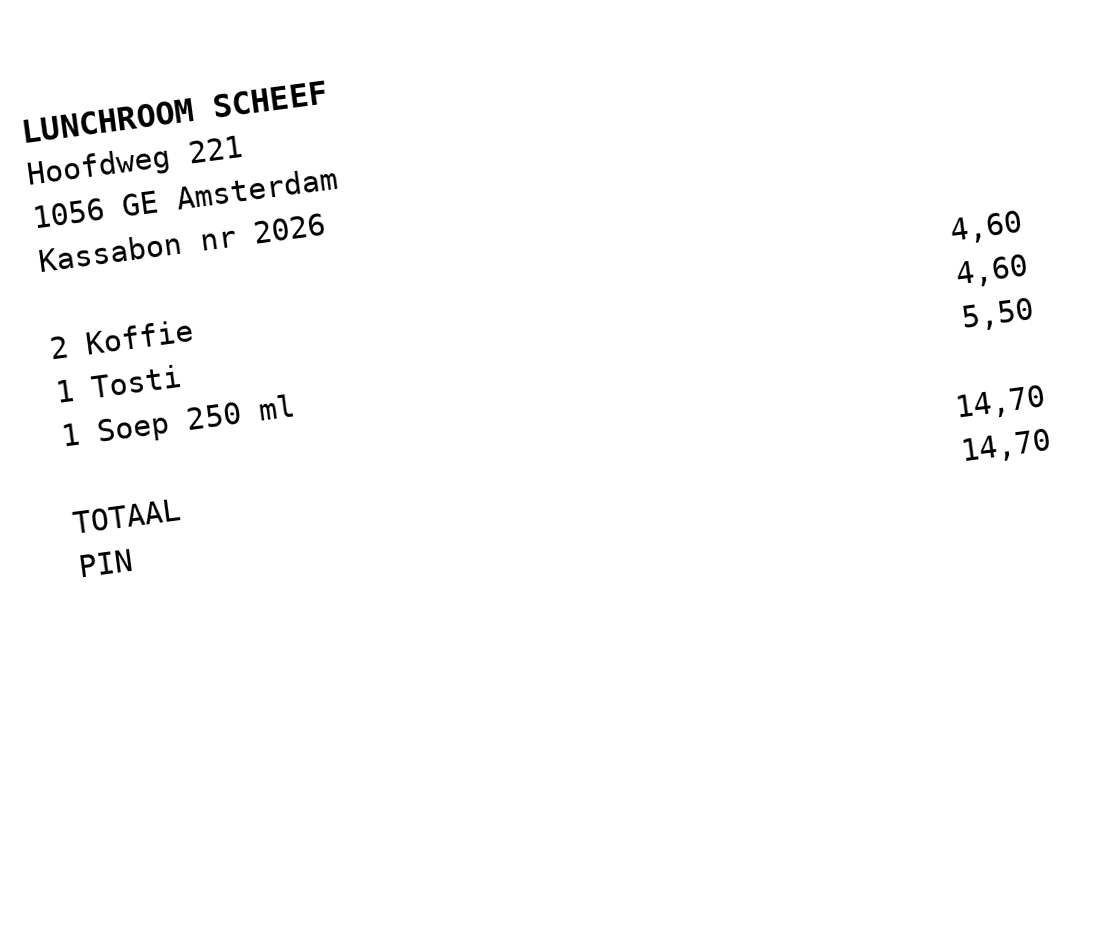 LUNCHROOM SCHEEF
Hoofdweg 221
1056 GE Amsterdam
Kassabon nr 2026
2 Koffie 4,60
1 Tosti 4,60
1 Soep 250 ml 5,50
TOTAAL 14,70
PIN 14,70